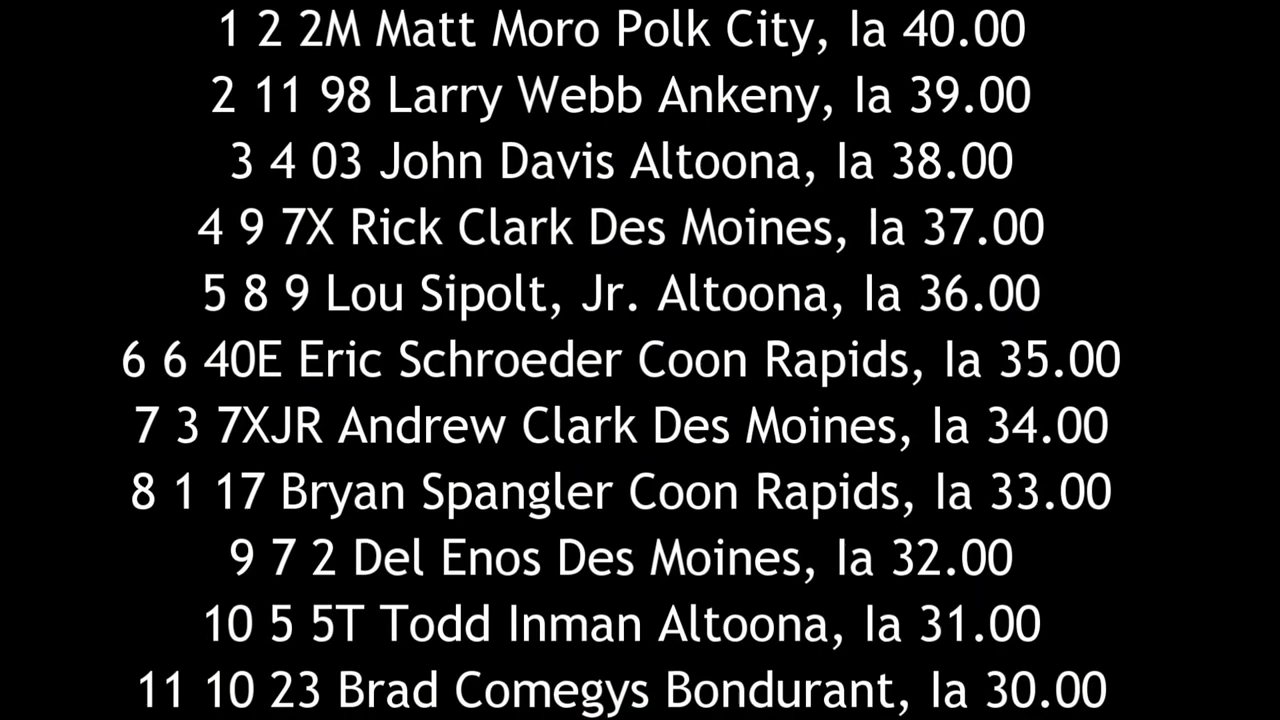 1 2 2M Matt Moro Polk City, Ia 40.00
2 11 98 Larry Webb Ankeny, Ia 39.00
3 4 03 John Davis Altoona, Ia 38.00
4 9 7X Rick Clark Des Moines, Ia 37.00
5 8 9 Lou Sipolt, Jr. Altoona, Ia 36.00
6 6 40E Eric Schroeder Coon Rapids, Ia 35.00
7 3 7XJR Andrew Clark Des Moines, Ia 34.00
8 1 17 Bryan Spangler Coon Rapids, Ia 33.00
9 7 2 Del Enos Des Moines, Ia 32.00
10 5 5T Todd Inman Altoona, Ia 31.00
11 10 23 Brad Comegys Bondurant, Ia 30.00